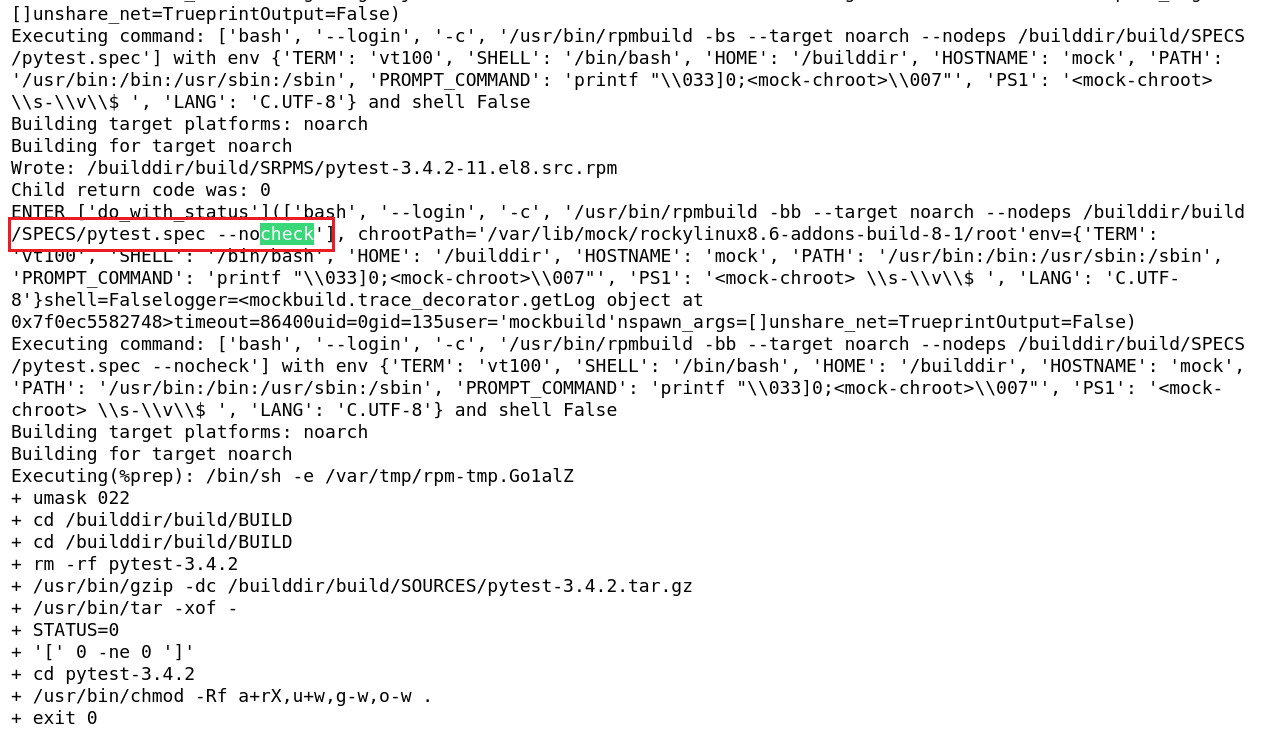 []unshare_net=TrueprintOutput=False)
Executing command: ['bash', '--login', '-c', '/usr/bin/rpmbuild -bs --target noarch --nodeps /builddir/build/SPECS
/pytest.spec'] with env {'TERM': 'vt100', 'SHELL': '/bin/bash', 'HOME': '/builddir', 'HOSTNAME': 'mock', 'PATH':
'/usr/bin:/bin:/usr/sbin:/sbin', 'PROMPT_COMMAND': 'printf "\\033]0;<mock-chroot>\\007"', 'PS1': '<mock-chroot>
\\s-\\v\\$ ', 'LANG': 'C.UTF-8'} and shell False
Building target platforms: noarch
Building for target noarch
Wrote: /builddir/build/SRPMS/pytest-3.4.2-11.el8.src.rpm
Child return code was: 0
ENTER ['do_with_status'](['bash', '--login', '-c', '/usr/bin/rpmbuild -bb --target noarch --nodeps /builddir/build
/SPECS/pytest.spec --nocheck'], chrootPath='/var/lib/mock/rockylinux8.6-addons-build-8-1/root'env={'TERM':
'vt100', 'SHELL': '/bin/bash', 'HOME': '/builddir', 'HOSTNAME': 'mock', 'PATH': '/usr/bin:/bin:/usr/sbin:/sbin',
'PROMPT_COMMAND': 'printf "\\033]0;<mock-chroot>\\007"', 'PS1': '<mock-chroot> \\s-\\v\\$ ', 'LANG': 'C.UTF-
8'}shell=Falselogger=<mockbuild.trace_decorator.getLog object at
0x7f0ec5582748>timeout=86400uid=0gid=135user='mockbuild'nspawn_args=[]unshare_net=TrueprintOutput=False)
Executing command: ['bash', '--login', '-c', '/usr/bin/rpmbuild -bb --target noarch --nodeps /builddir/build/SPECS
/pytest.spec --nocheck'] with env {'TERM': 'vt100', 'SHELL': '/bin/bash', 'HOME': '/builddir', 'HOSTNAME': 'mock',
'PATH': '/usr/bin:/bin:/usr/sbin:/sbin', 'PROMPT_COMMAND': 'printf "\\033]0;<mock-chroot>\\007"', 'PS1': '<mock-
chroot> \\s-\\v\\$ ', 'LANG': 'C.UTF-8'} and shell False
Building target platforms: noarch
Building for target noarch
Executing(%prep): /bin/sh -e /var/tmp/rpm-tmp.Go1alZ
+ umask 022
+ cd /builddir/build/BUILD
+ cd /builddir/build/BUILD
+ rm -rf pytest-3.4.2
+ /usr/bin/gzip -dc /builddir/build/SOURCES/pytest-3.4.2.tar.gz
+ /usr/bin/tar -xof -
+ STATUS=0
+ '[' 0 -ne 0 ']'
+ cd pytest-3.4.2
+ /usr/bin/chmod -Rf a+rX,u+w,g-w,o-w .
+ exit 0